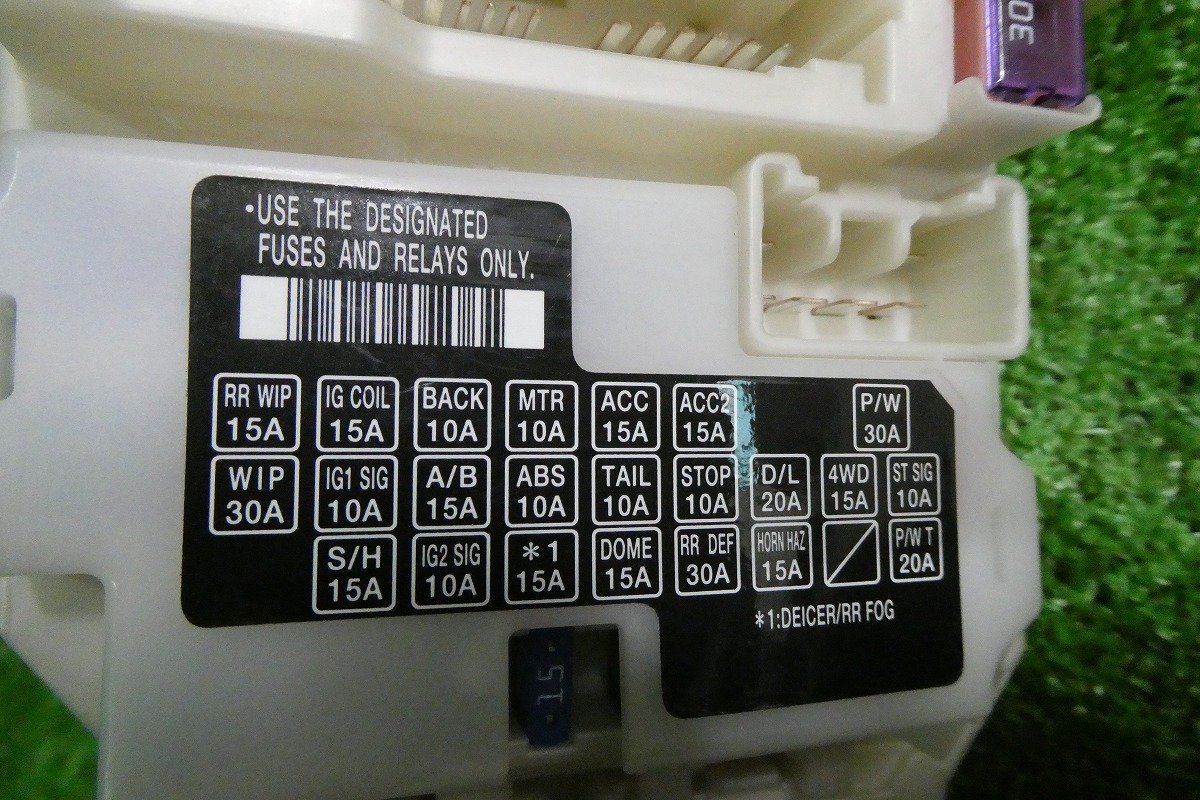 30
•USE THE DESIGNATED
FUSES AND RELAYS ONLY.
RR WIP 15A
IG COIL 15A
BACK 10A
MTR 10A
ACC 15A
ACC2 15A
P/W 30A
WIP 30A
IG1 SIG 10A
A/B 15A
ABS 10A
TAIL 10A
STOP 10A
D/L 20A
4WD 15A
ST SIG 10A
S/H 15A
IG2 SIG 10A
*1 15A
DOME 15A
RR DEF 30A
HORN HAZ 15A
P/W T 20A
*1:DEICER/RR FOG
15